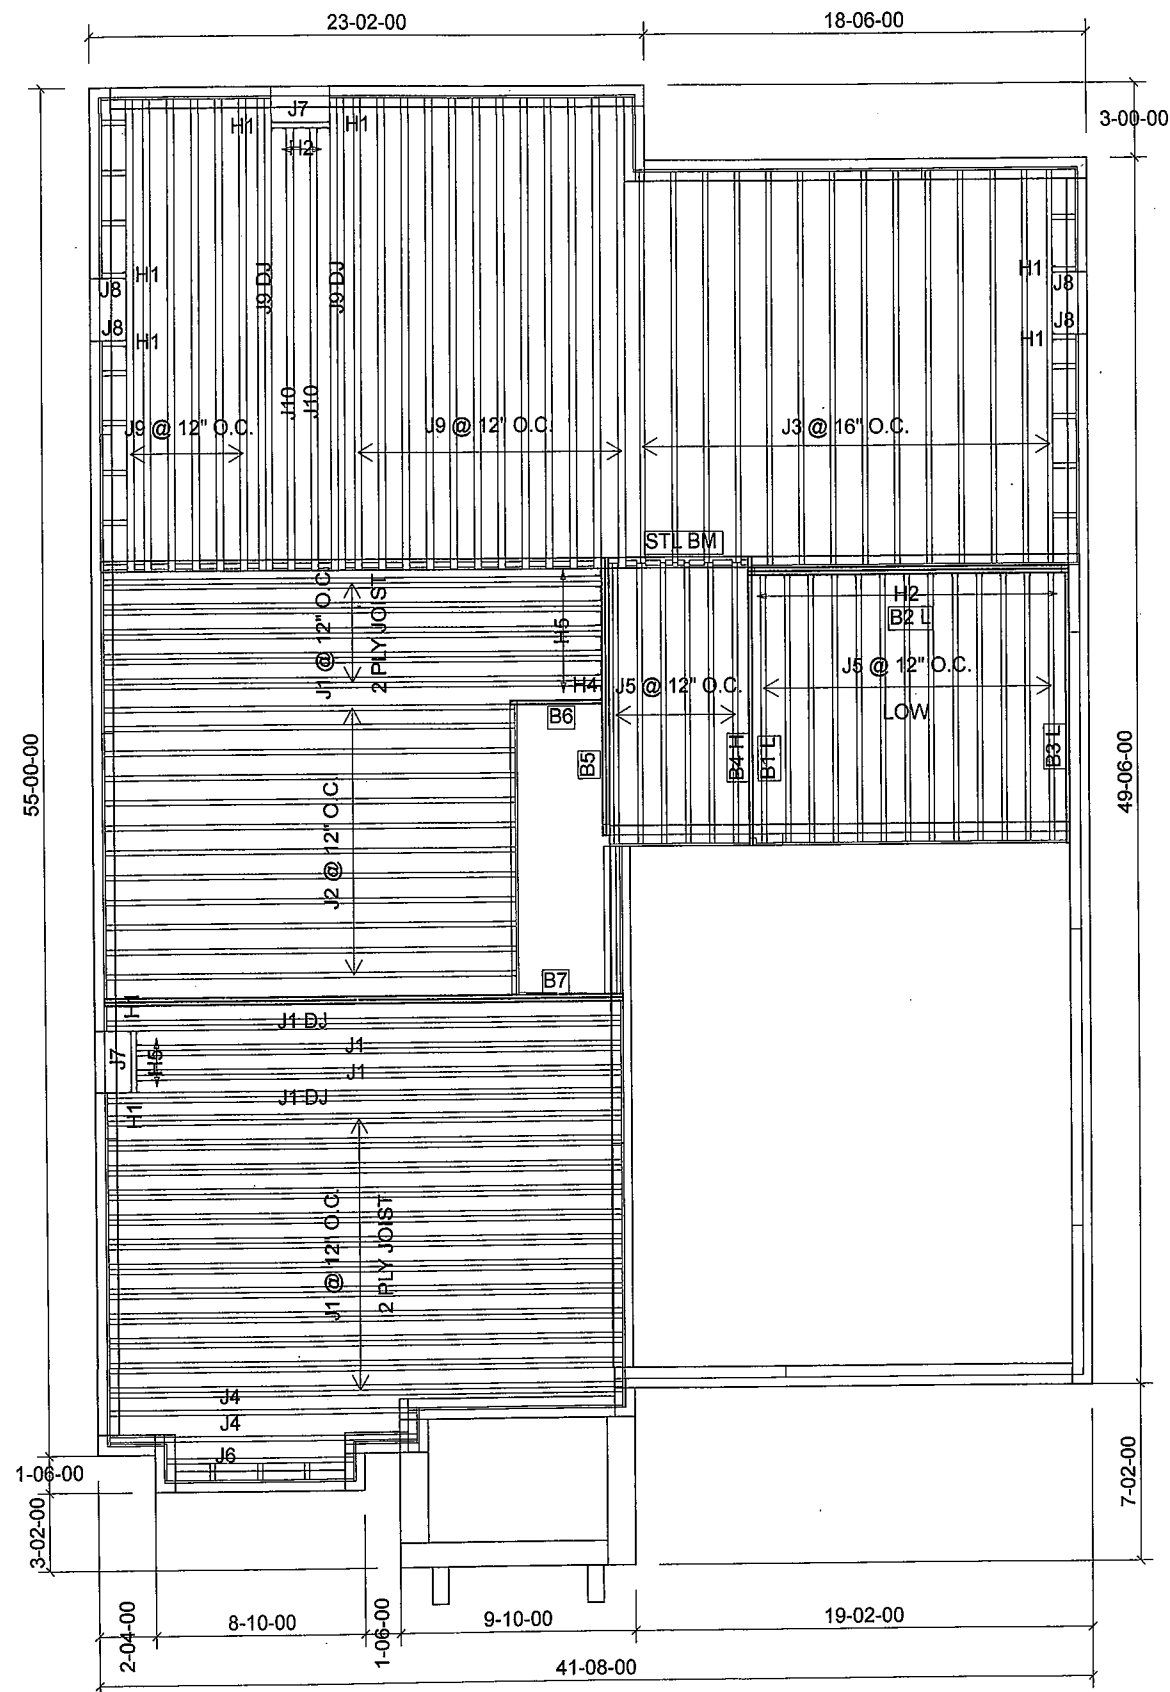 23-02-00
18-06-00
3-00-00
J7
H1
H1
H2
H1
J8
J8
H1
J9 DJ
J9 DJ
H1
J8
J8
H1
J10
J10
J9 @ 12" O.C.
J9 @ 12" O.C.
J3 @ 16" O.C.
STL BM
J1 @ 12" O.C.
2 PLY JOIST
H5
H4
B6
B5
J5 @ 12" O.C.
B4 H
B1 L
H2
B2 L
J5 @ 12" O.C.
LOW
B3 L
55-00-00
49-06-00
J2 @ 12" O.C.
B7
H1
J1 DJ
J7
H5
J1
J1
J1 DJ
H1
J1 @ 12" O.C.
2 PLY JOIST
J4
J4
J6
1-06-00
3-02-00
7-02-00
2-04-00
8-10-00
1-06-00
9-10-00
19-02-00
41-08-00